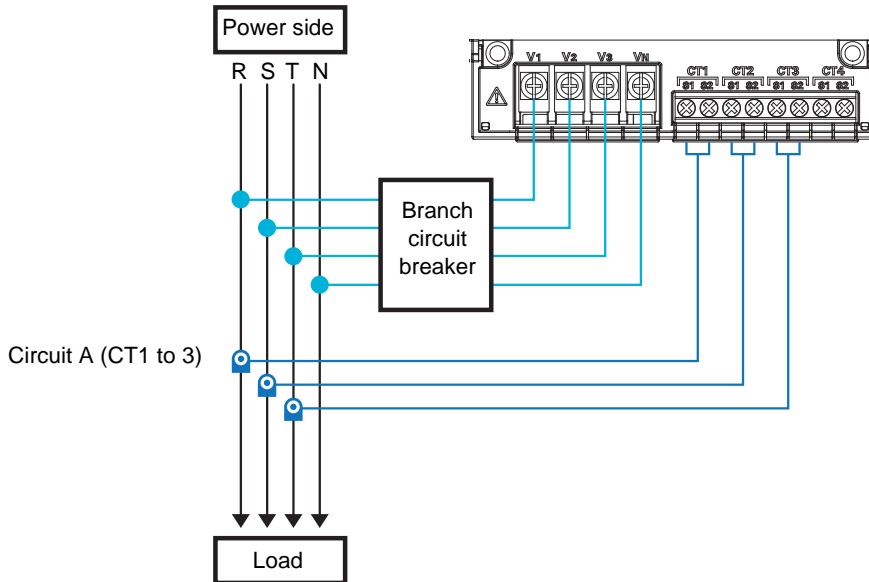 Power side
R S T N
V1 V2 V3 VN
CT1 CT2 CT3 CT4
S1 S2 S1 S2 S1 S2 S1 S2
Branch
circuit
breaker
Circuit A (CT1 to 3)
Load